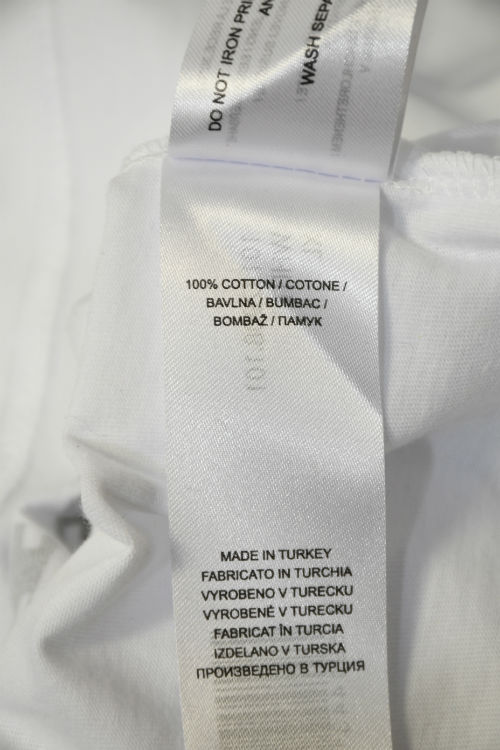 DO NOT IRON PRI
AN
WASH SEPA
100% COTTON / COTONE /
BAVLNA / BUMBAC /
BOMBAŽ / ПАМУК
MADE IN TURKEY
FABRICATO IN TURCHIA
VYROBENO V TURECKU
VYROBENÉ V TURECKU
FABRICAT ÎN TURCIA
IZDELANO V TURSKA
ПРОИЗВЕДЕНО В ТУРЦИЯ